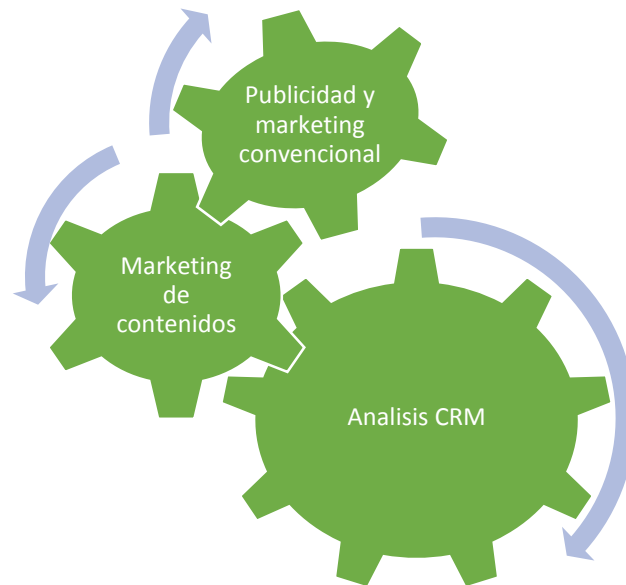 Publicidad y
marketing
convencional
Marketing
de
contenidos
Analisis CRM